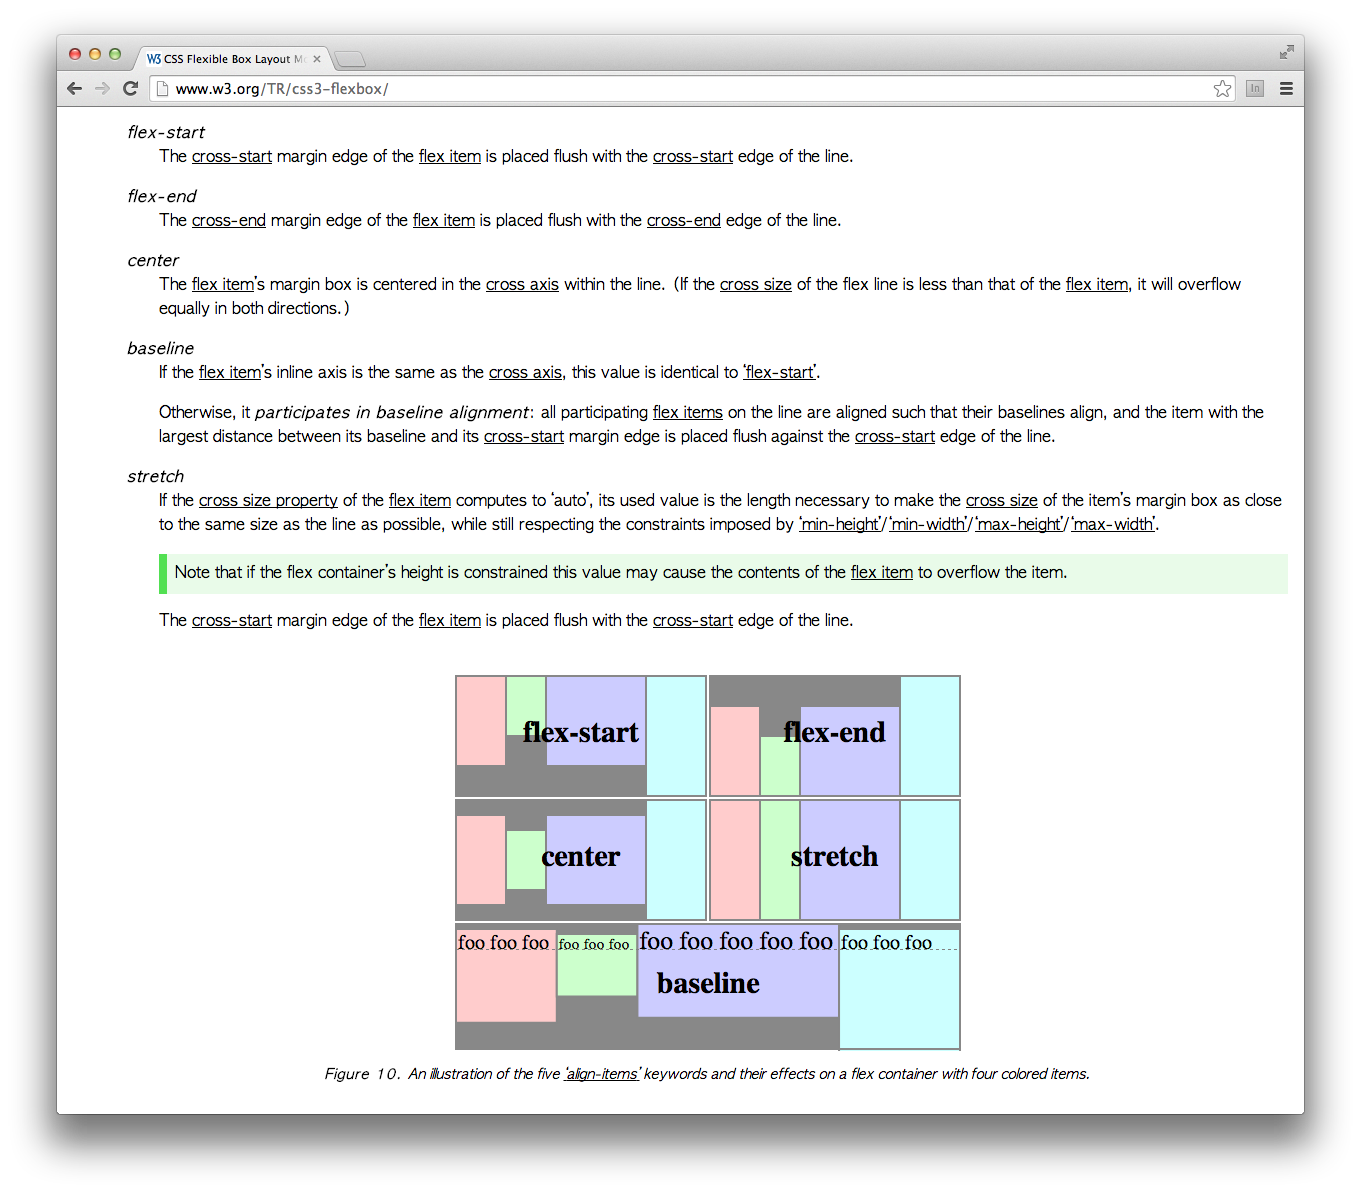 W3 CSS Flexible Box Layout M
www.w3.org/TR/css3-flexbox/
In
flex-start
The cross-start margin edge of the flex item is placed flush with the cross-start edge of the line.
flex-end
The cross-end margin edge of the flex item is placed flush with the cross-end edge of the line.
center
The flex item's margin box is centered in the cross axis within the line. (If the cross size of the flex line is less than that of the flex item, it will overflow
equally in both directions.)
baseline
If the flex item's inline axis is the same as the cross axis, this value is identical to 'flex-start'.
Otherwise, it participates in baseline alignment: all participating flex items on the line are aligned such that their baselines align, and the item with the
largest distance between its baseline and its cross-start margin edge is placed flush against the cross-start edge of the line.
stretch
If the cross size property of the flex item computes to 'auto', its used value is the length necessary to make the cross size of the item's margin box as close
to the same size as the line as possible, while still respecting the constraints imposed by 'min-height'/'min-width'/'max-height'/'max-width'.
Note that if the flex container's height is constrained this value may cause the contents of the flex item to overflow the item.
The cross-start margin edge of the flex item is placed flush with the cross-start edge of the line.
flex-start
flex-end
center
stretch
foo foo foo foo foo foo foo foo foo foo foo foo foo foo
baseline
Figure 10. An illustration of the five 'align-items' keywords and their effects on a flex container with four colored items.